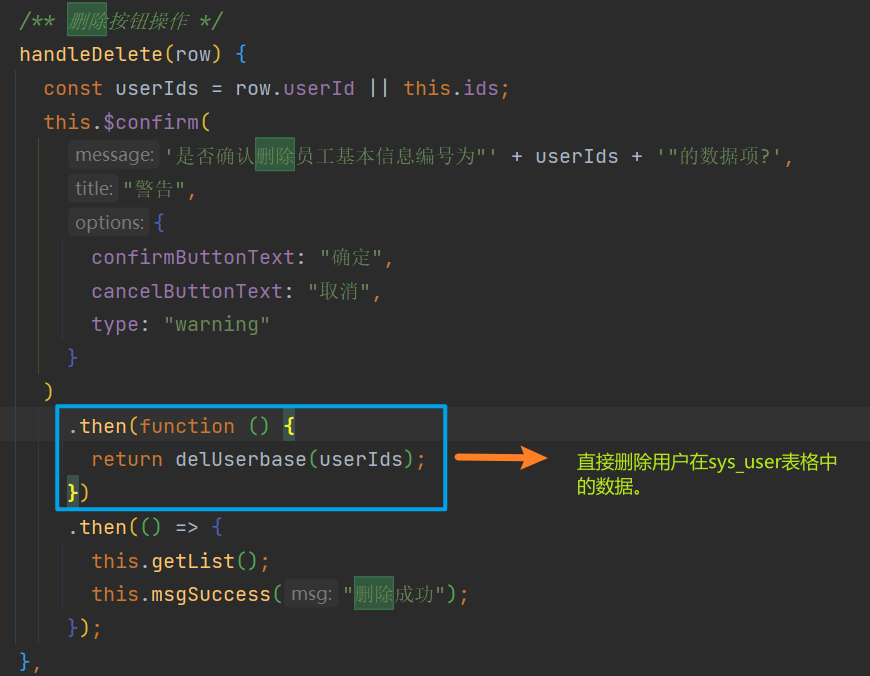 /** 删除按钮操作 */
handleDelete(row) {
const userIds = row.userId || this.ids;
this.$confirm(
message: '是否确认删除员工基本信息编号为"' + userIds + '"的数据项?',
title: "警告",
options: {
confirmButtonText: "确定",
cancelButtonText: "取消",
type: "warning"
}
)
.then(function () {
return delUserbase(userIds);
})
直接删除用户在sys_user表格中
的数据。
.then(() => {
this.getList();
this.msgSuccess( msg: "删除成功");
});
},